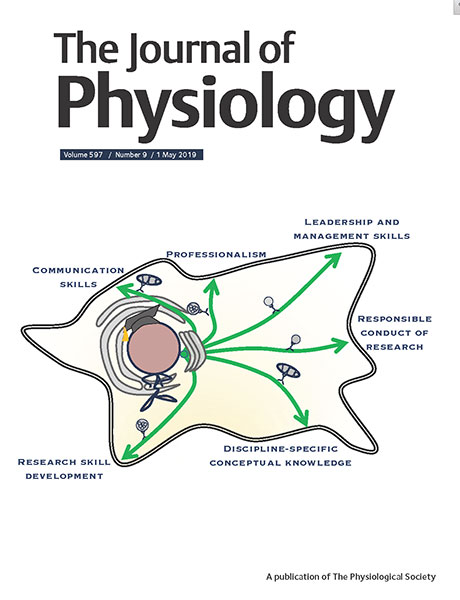 The Journal of
Physiology
Volume 597 / Number 9 / 1 May 2019
LEADERSHIP AND
MANAGEMENT SKILLS
PROFESSIONALISM
COMMUNICATION
SKILLS
RESPONSIBLE
CONDUCT OF
RESEARCH
DISCIPLINE-SPECIFIC
CONCEPTUAL KNOWLEDGE
RESEARCH SKILL
DEVELOPMENT
A publication of The Physiological Society